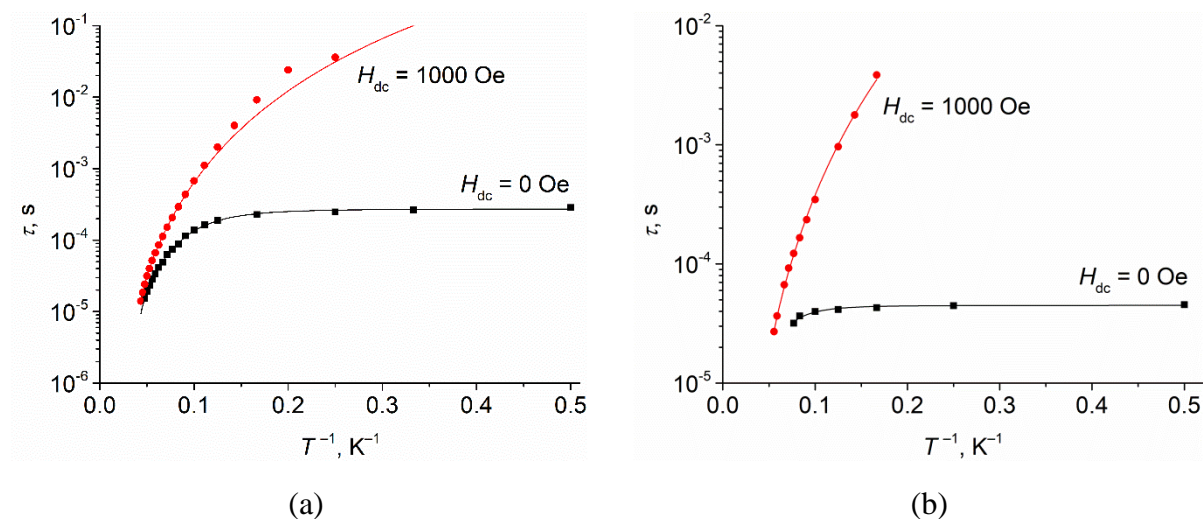 10⁻¹
10⁻²
10⁻³
10⁻⁴
10⁻⁵
10⁻⁶
τ, s
H_dc = 1000 Oe
H_dc = 0 Oe
0.0 0.1 0.2 0.3 0.4 0.5
T⁻¹, K⁻¹
(a)
10⁻²
10⁻³
10⁻⁴
10⁻⁵
τ, s
H_dc = 1000 Oe
H_dc = 0 Oe
0.0 0.1 0.2 0.3 0.4 0.5
T⁻¹, K⁻¹
(b)